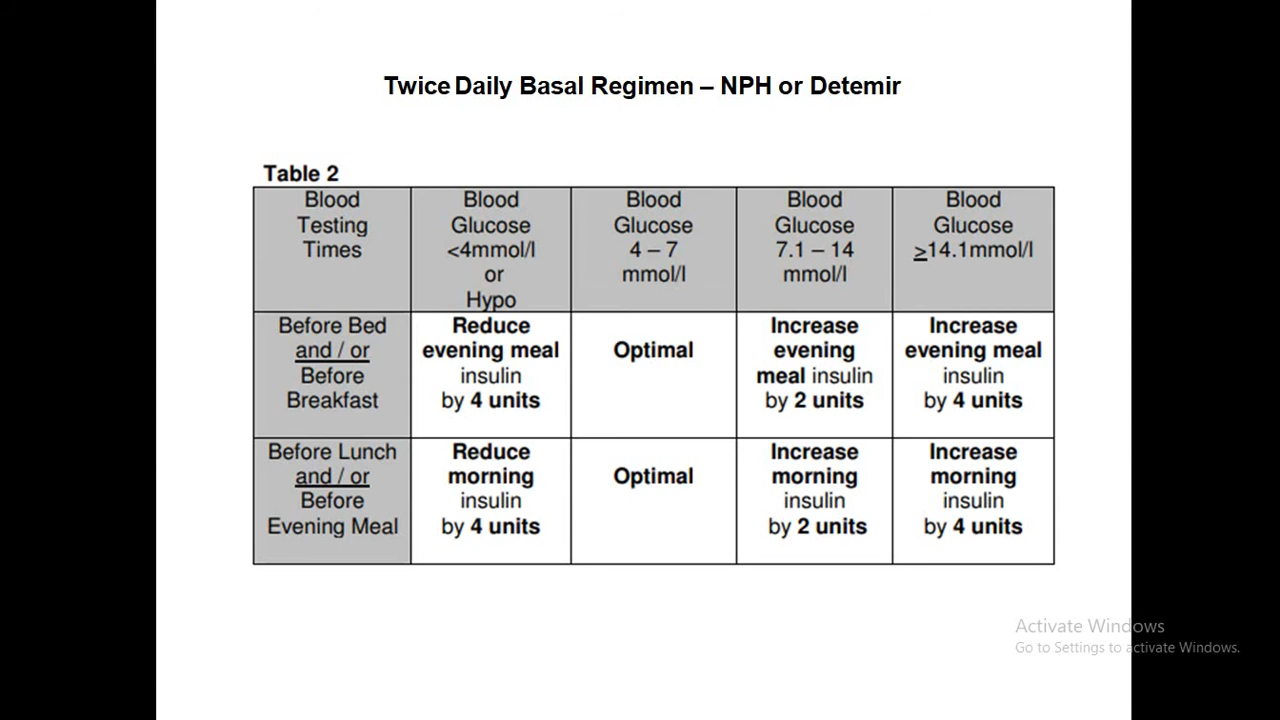 Twice Daily Basal Regimen – NPH or Detemir
Table 2
Blood
Testing
Times
Blood
Glucose
<4mmol/l
or
Hypo
Blood
Glucose
4 – 7
mmol/l
Blood
Glucose
7.1 – 14
mmol/l
Blood
Glucose
≥14.1mmol/l
Before Bed
and / or
Before
Breakfast
Reduce
evening meal
insulin
by 4 units
Optimal
Increase
evening
meal insulin
by 2 units
Increase
evening meal
insulin
by 4 units
Before Lunch
and / or
Before
Evening Meal
Reduce
morning
insulin
by 4 units
Optimal
Increase
morning
insulin
by 2 units
Increase
morning
insulin
by 4 units
Activate Windows
Go to Settings to activate Windows.